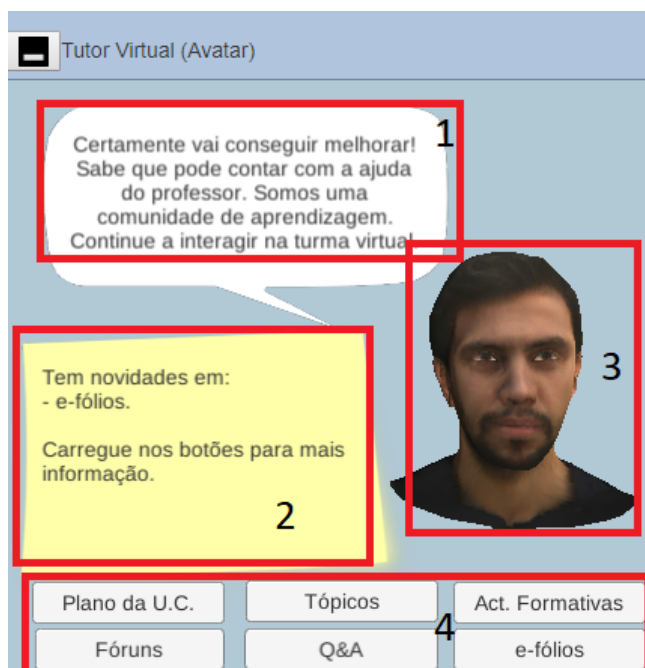 Tutor Virtual (Avatar)
Certamente vai conseguir melhorar!
Sabe que pode contar com a ajuda
do professor. Somos uma
comunidade de aprendizagem.
Continue a interagir na turma virtual
1
3
Tem novidades em:
- e-fólios.
Carregue nos botões para mais
informação.
2
Plano da U.C. Tópicos Act. Formativas
4
Fóruns Q&A e-fólios